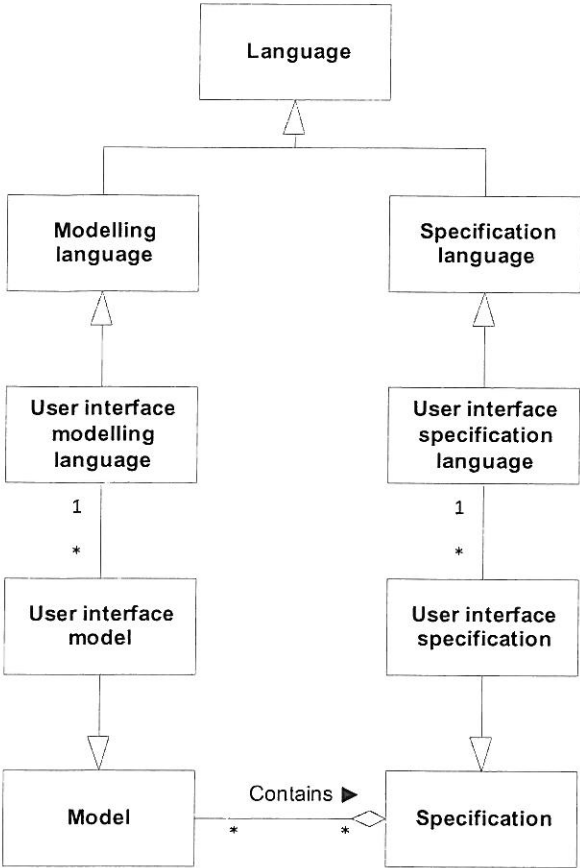 Language
Modelling
language
Specification
language
User interface
modelling
language
User interface
specification
language
1
1
*
*
User interface
model
User interface
specification
Contains ►
Model
Specification
*
*